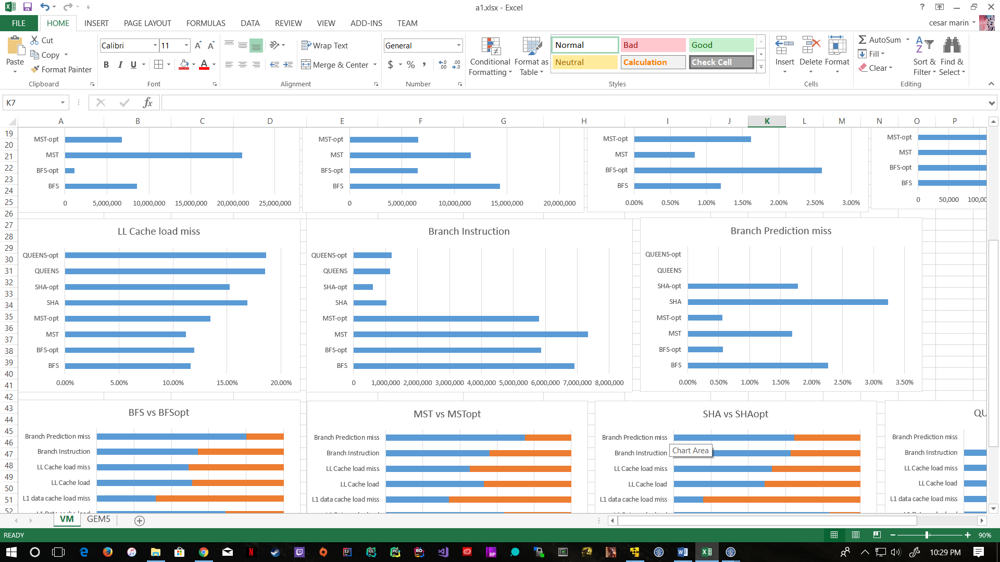 a1.xlsx - Excel
FILE HOME INSERT PAGE LAYOUT FORMULAS DATA REVIEW VIEW ADD-INS TEAM
cesar marin
Paste
Cut
Copy
Format Painter
Clipboard
Calibri 11
B I U
Font
Wrap Text
Merge & Center
Alignment
General
$ % ,
Number
Conditional Formatting
Format as Table
Normal Bad Good
Neutral Calculation Check Cell
Styles
Insert Delete Format
Cells
AutoSum
Fill
Clear
Sort & Filter
Find & Select
Editing
K7
fx
A B C D E F G H I J K L M N O P
19
20
21
22
23
24
25
26
27
28
29
30
31
32
33
34
35
36
37
38
39
40
41
42
43
44
45
46
47
48
49
50
51
52
MST-opt
MST
BFS-opt
BFS
0 5,000,000 10,000,000 15,000,000 20,000,000 25,000,000
MST-opt
MST
BFS-opt
BFS
0 5,000,000 10,000,000 15,000,000 20,000,000
MST-opt
MST
BFS-opt
BFS
0.00% 0.50% 1.00% 1.50% 2.00% 2.50% 3.00%
MST-opt
MST
BFS-opt
BFS
0 50,000 100,00
LL Cache load miss
QUEENS-opt
QUEENS
SHA-opt
SHA
MST-opt
MST
BFS-opt
BFS
0.00% 5.00% 10.00% 15.00% 20.00%
Branch Instruction
QUEENS-opt
QUEENS
SHA-opt
SHA
MST-opt
MST
BFS-opt
BFS
0 1,000,000 2,000,000 3,000,000 4,000,000 5,000,000 6,000,000 7,000,000 8,000,000
Branch Prediction miss
QUEENS-opt
QUEENS
SHA-opt
SHA
MST-opt
MST
BFS-opt
BFS
0.00% 0.50% 1.00% 1.50% 2.00% 2.50% 3.00% 3.50%
BFS vs BFSopt
Branch Prediction miss
Branch Instruction
LL Cache load miss
LL Cache load
L1 data cache load miss
MST vs MSTopt
Branch Prediction miss
Branch Instruction
LL Cache load miss
LL Cache load
L1 data cache load miss
SHA vs SHAopt
Branch Prediction miss
Branch Instruction
Chart Area
LL Cache load miss
LL Cache load
L1 data cache load miss
QU
Branch Prediction miss
Branch Instruction
LL Cache load miss
LL Cache load
L1 data cache load miss
VM GEM5
READY
90%
10:29 PM